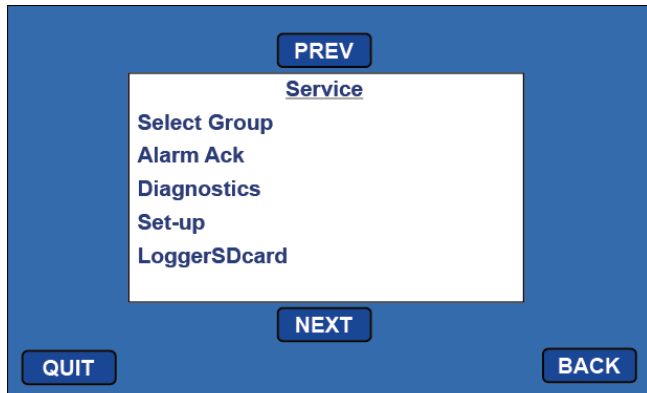 PREV
Service
Select Group
Alarm Ack
Diagnostics
Set-up
LoggerSDcard
NEXT
QUIT
BACK